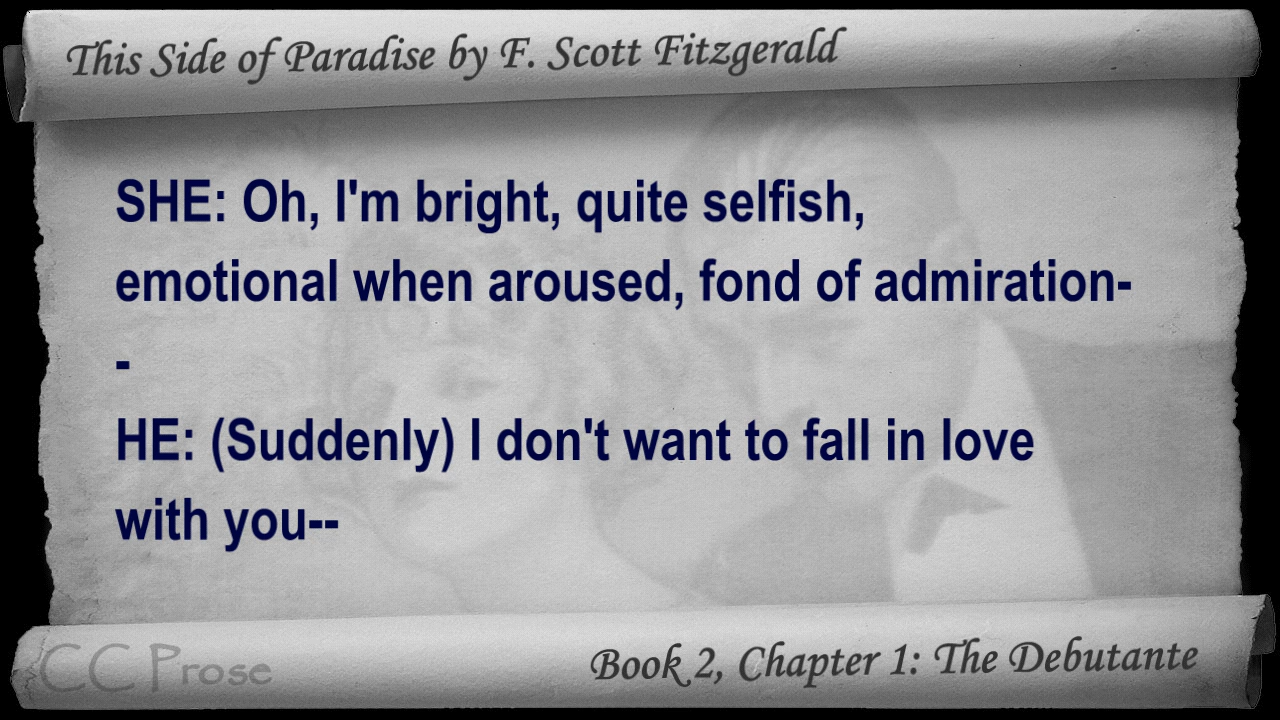 This Side of Paradise by F. Scott Fitzgerald
SHE: Oh, I'm bright, quite selfish,
emotional when aroused, fond of admiration-
-
HE: (Suddenly) I don't want to fall in love
with you--
CC Prose
Book 2, Chapter 1: The Debutante